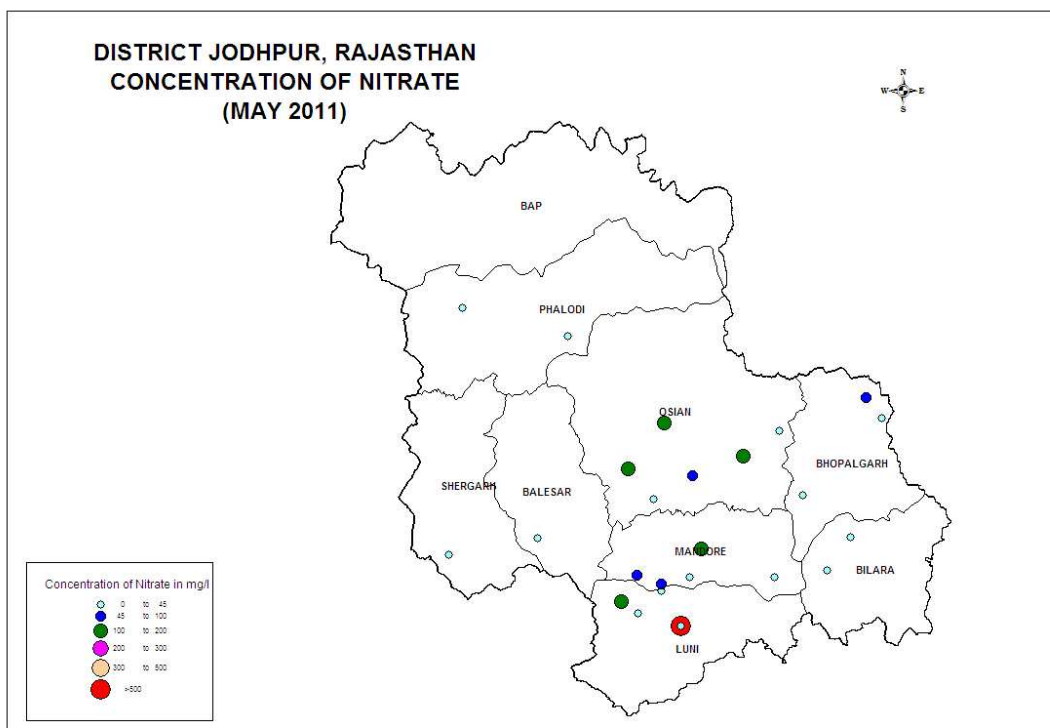 DISTRICT JODHPUR, RAJASTHAN
CONCENTRATION OF NITRATE
(MAY 2011)
N
W E
S
BAP
PHALODI
OSIAN
BHOPALGARH
SHERGARH
BALESAR
MANDORE
BILARA
LUNI
Concentration of Nitrate in mg/l
0 to 45
45 to 100
100 to 200
200 to 300
300 to 500
>500